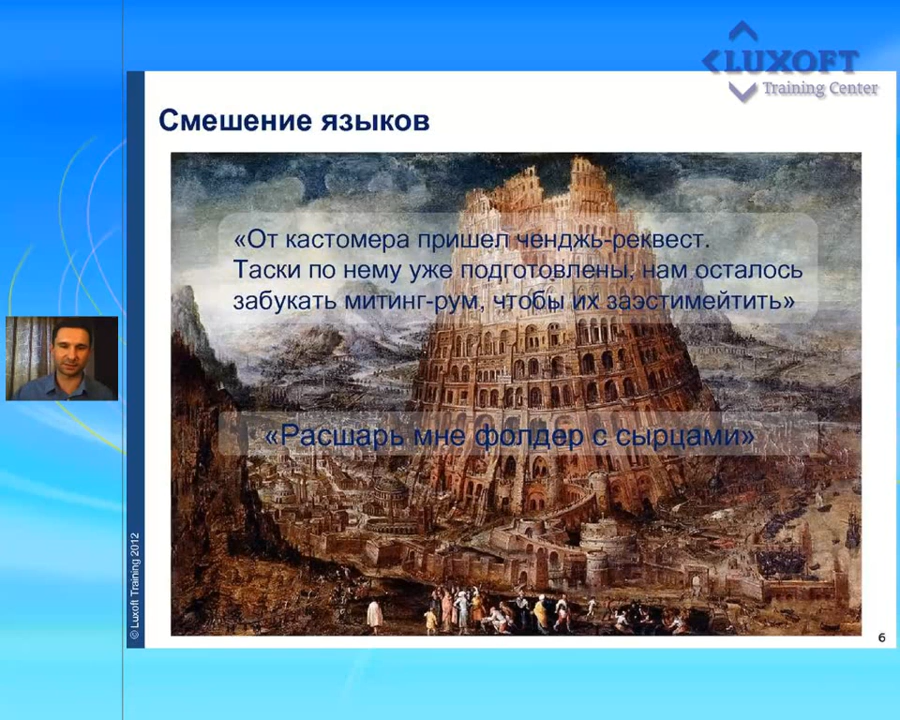 LUXOFT
Training Center
Смешение языков
«От кастомера пришел ченджь-реквест.
Таски по нему уже подготовлены, нам осталось
забукать митинг-рум, чтобы их заэстимейтить»
«Расшарь мне фолдер с сырцами»
© Luxoft Training 2012
6